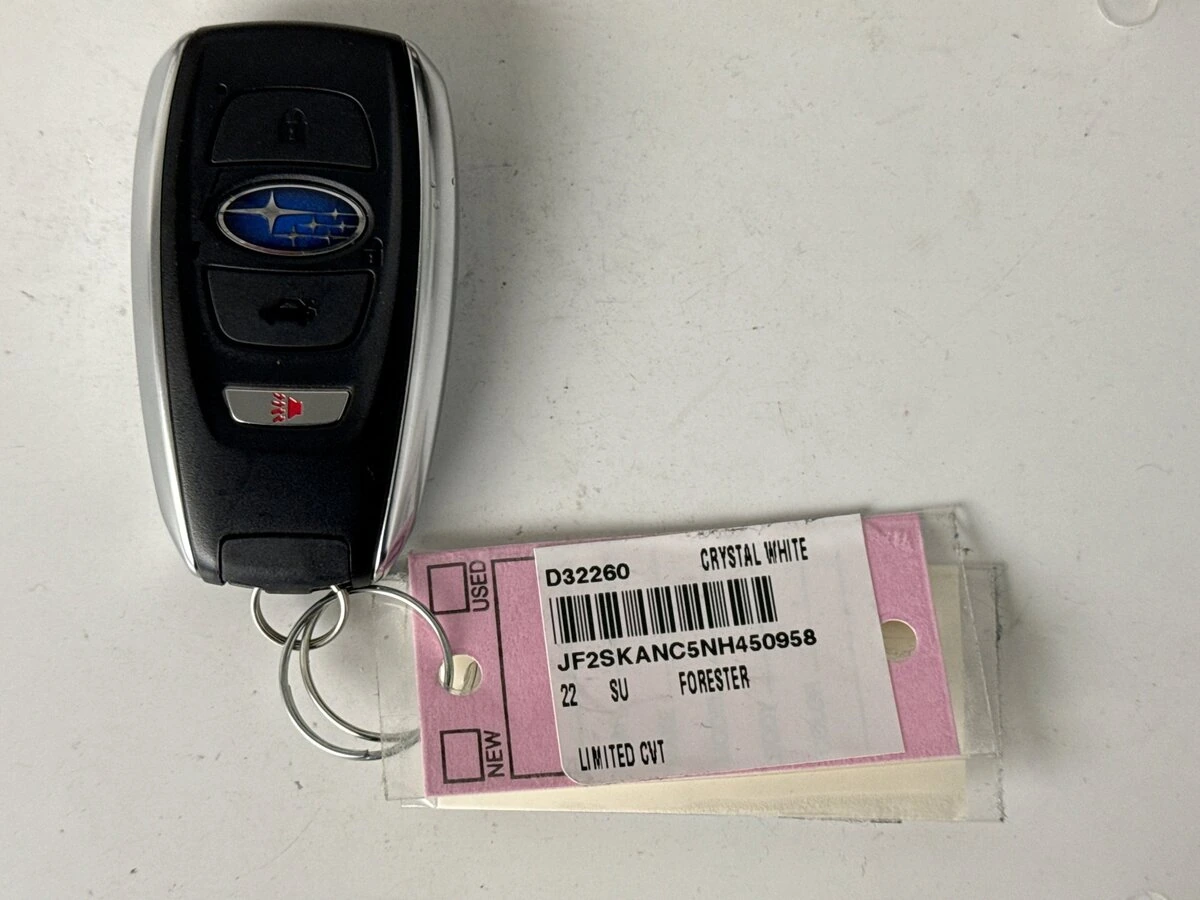 USED
NEW
D32260 CRYSTAL WHITE
JF2SKANC5NH450958
22 SU FORESTER
LIMITED CVT